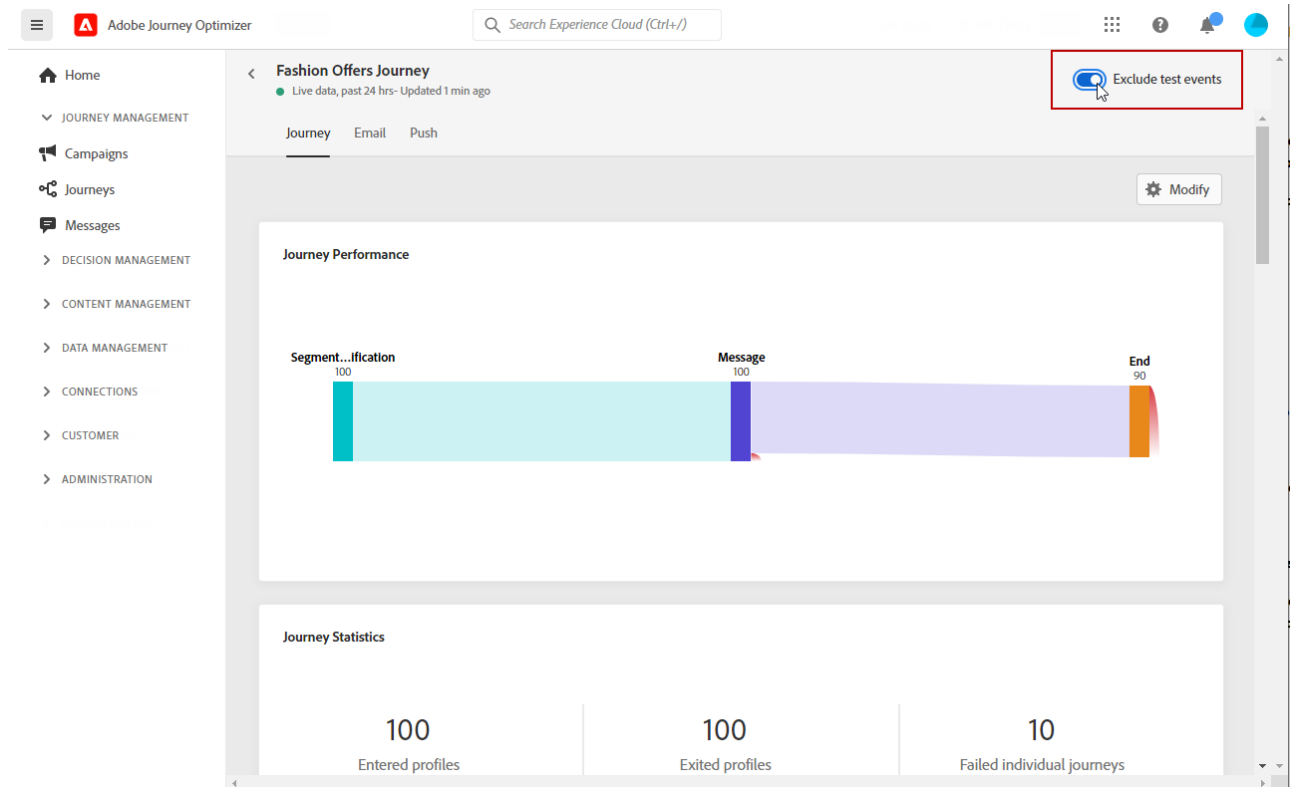 Adobe Journey Optimizer
Search Experience Cloud (Ctrl+/)
Home
JOURNEY MANAGEMENT
Campaigns
Journeys
Messages
DECISION MANAGEMENT
CONTENT MANAGEMENT
DATA MANAGEMENT
CONNECTIONS
CUSTOMER
ADMINISTRATION
Fashion Offers Journey
Live data, past 24 hrs- Updated 1 min ago
Exclude test events
Journey Email Push
Modify
Journey Performance
Segment...ification
100
Message
100
End
90
Journey Statistics
100
Entered profiles
100
Exited profiles
10
Failed individual journeys